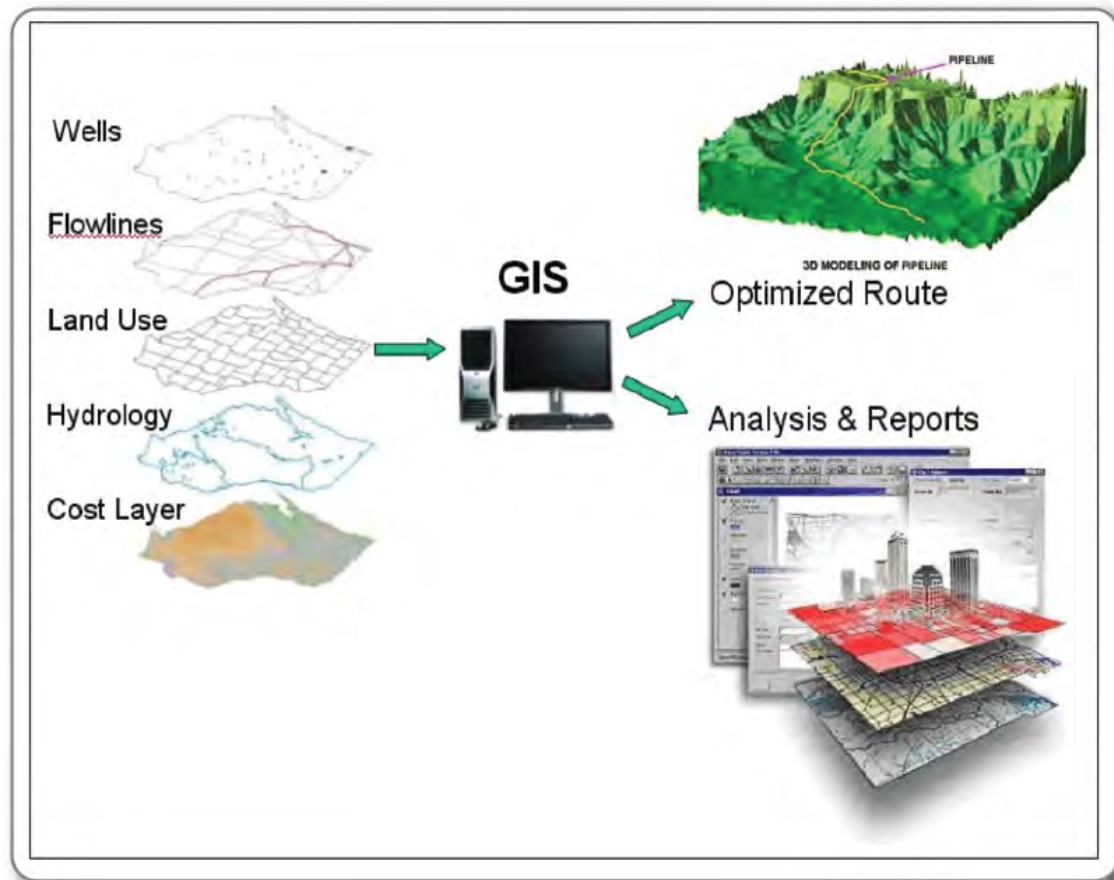 Wells
Flowlines
Land Use
Hydrology
Cost Layer
GIS
PIPELINE
3D MODELING OF PIPELINE
Optimized Route
Analysis & Reports